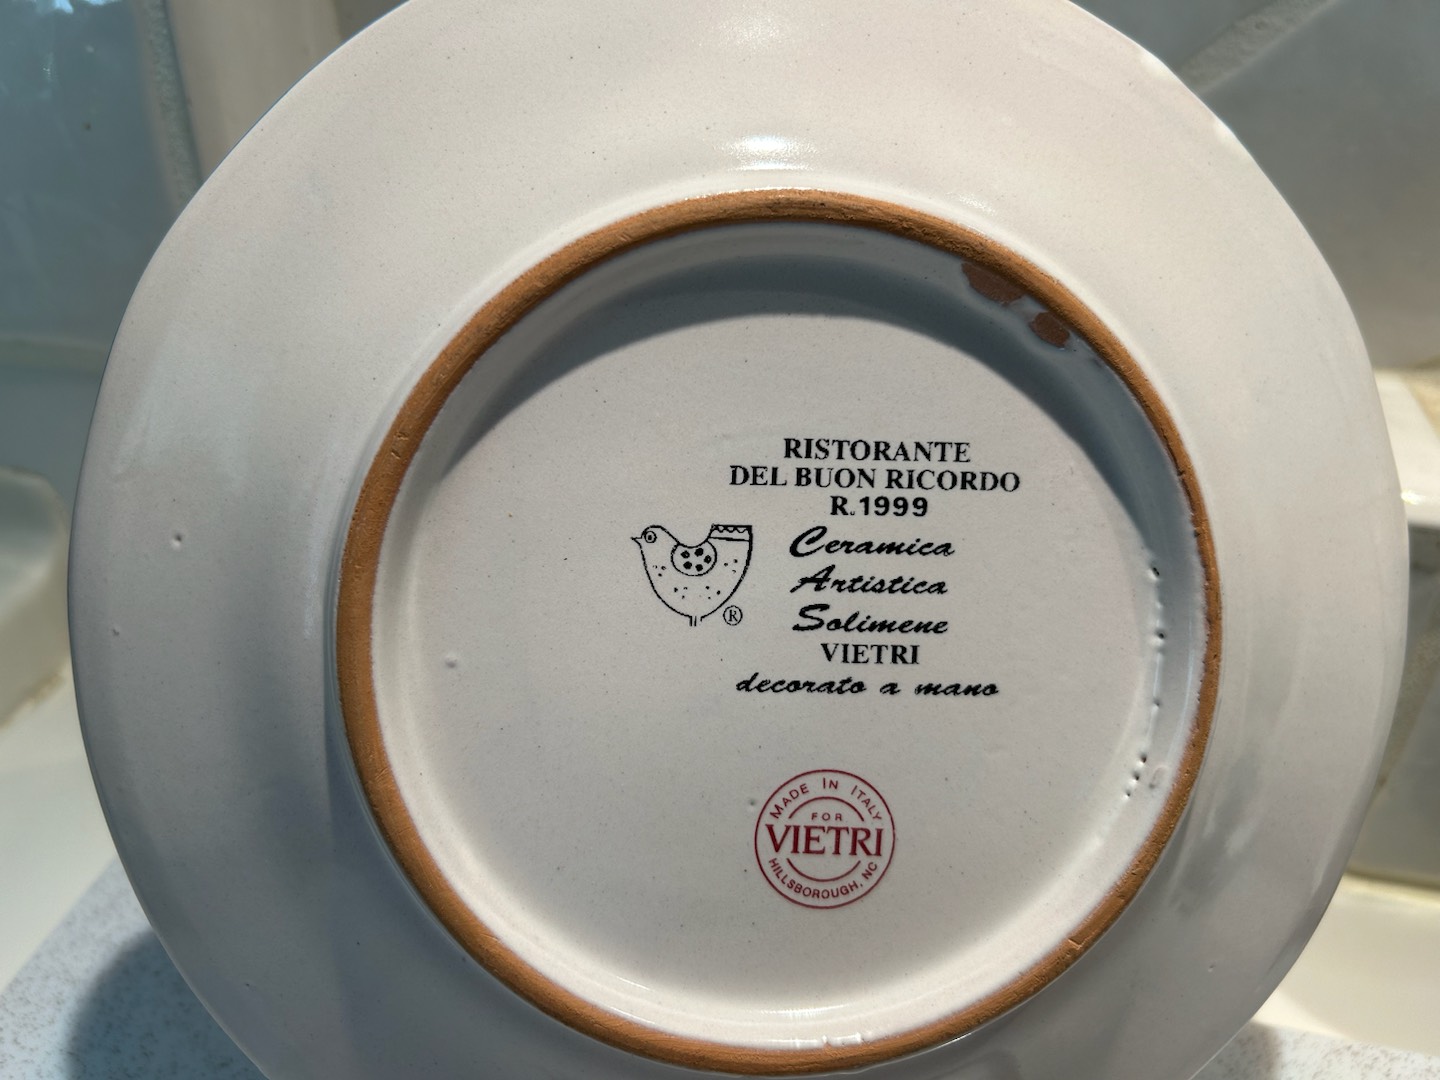 RISTORANTE
DEL BUON RICORDO
R.1999
Ceramica
Artistica
Solimene
VIETRI
decorato a mano
®
MADE IN ITALY
FOR
VIETRI
HILLSBOROUGH, NC